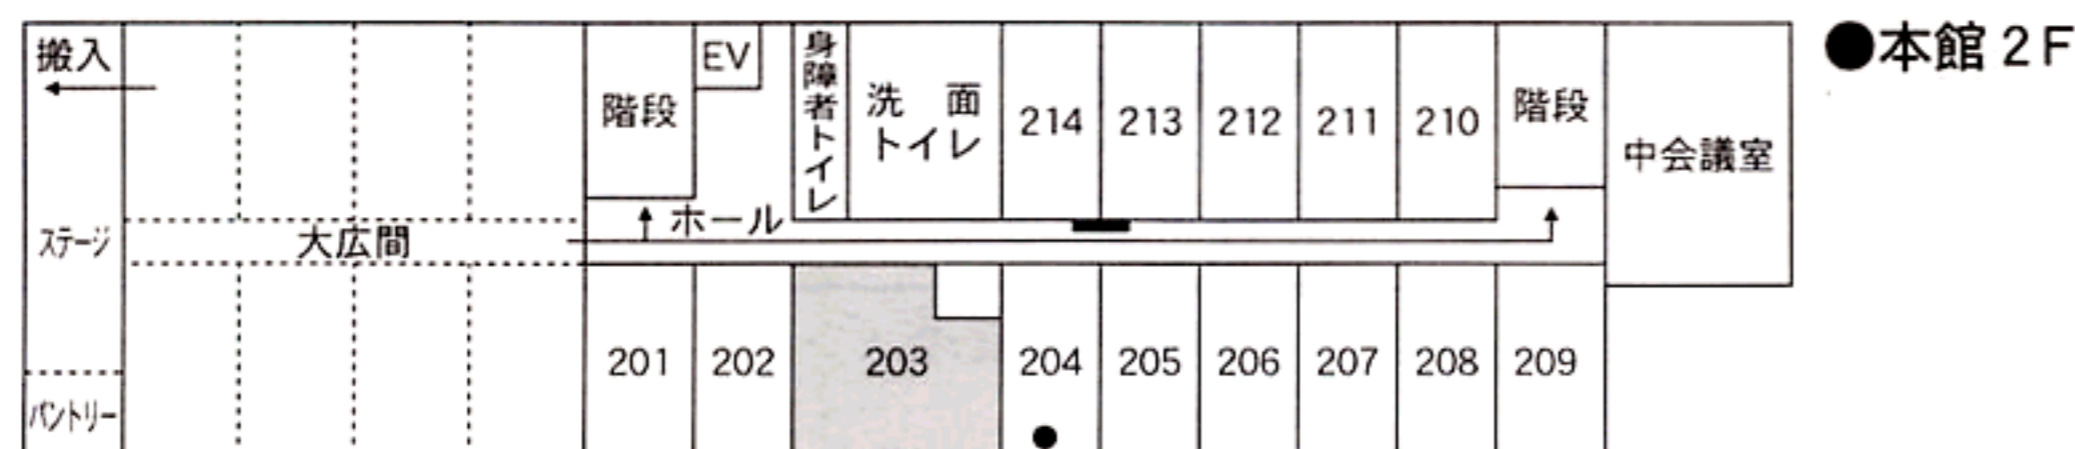 ●本館2F
搬入
EV
階段
身障者トイレ
洗面
トイレ
214
213
212
211
210
階段
中会議室
ホール
ステージ
大広間
201
202
203
204
205
206
207
208
209
パントリー